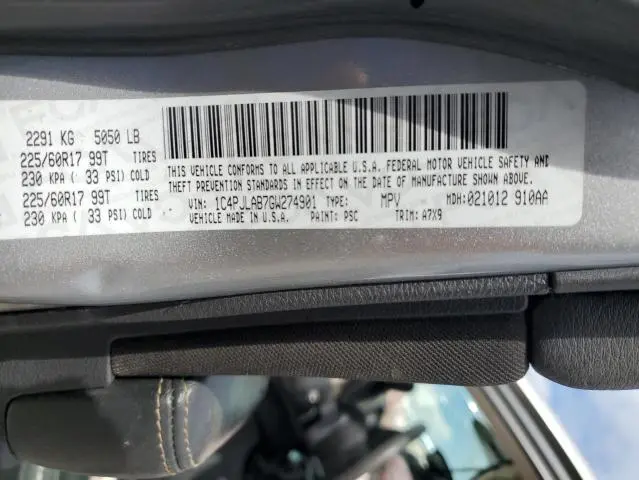 2291 KG 5050 LB
225/60R17 99T TIRES
230 KPA ( 33 PSI) COLD
225/60R17 99T TIRES
230 KPA ( 33 PSI) COLD
THIS VEHICLE CONFORMS TO ALL APPLICABLE U.S.A. FEDERAL MOTOR VEHICLE SAFETY AND
THEFT PREVENTION STANDARDS IN EFFECT ON THE DATE OF MANUFACTURE SHOWN ABOVE.
VIN: 1C4PJLAB7GW274901 TYPE: MPV MDH:021012 910AA
MADE IN U.S.A. PAINT: PSC TRIM: A7X9